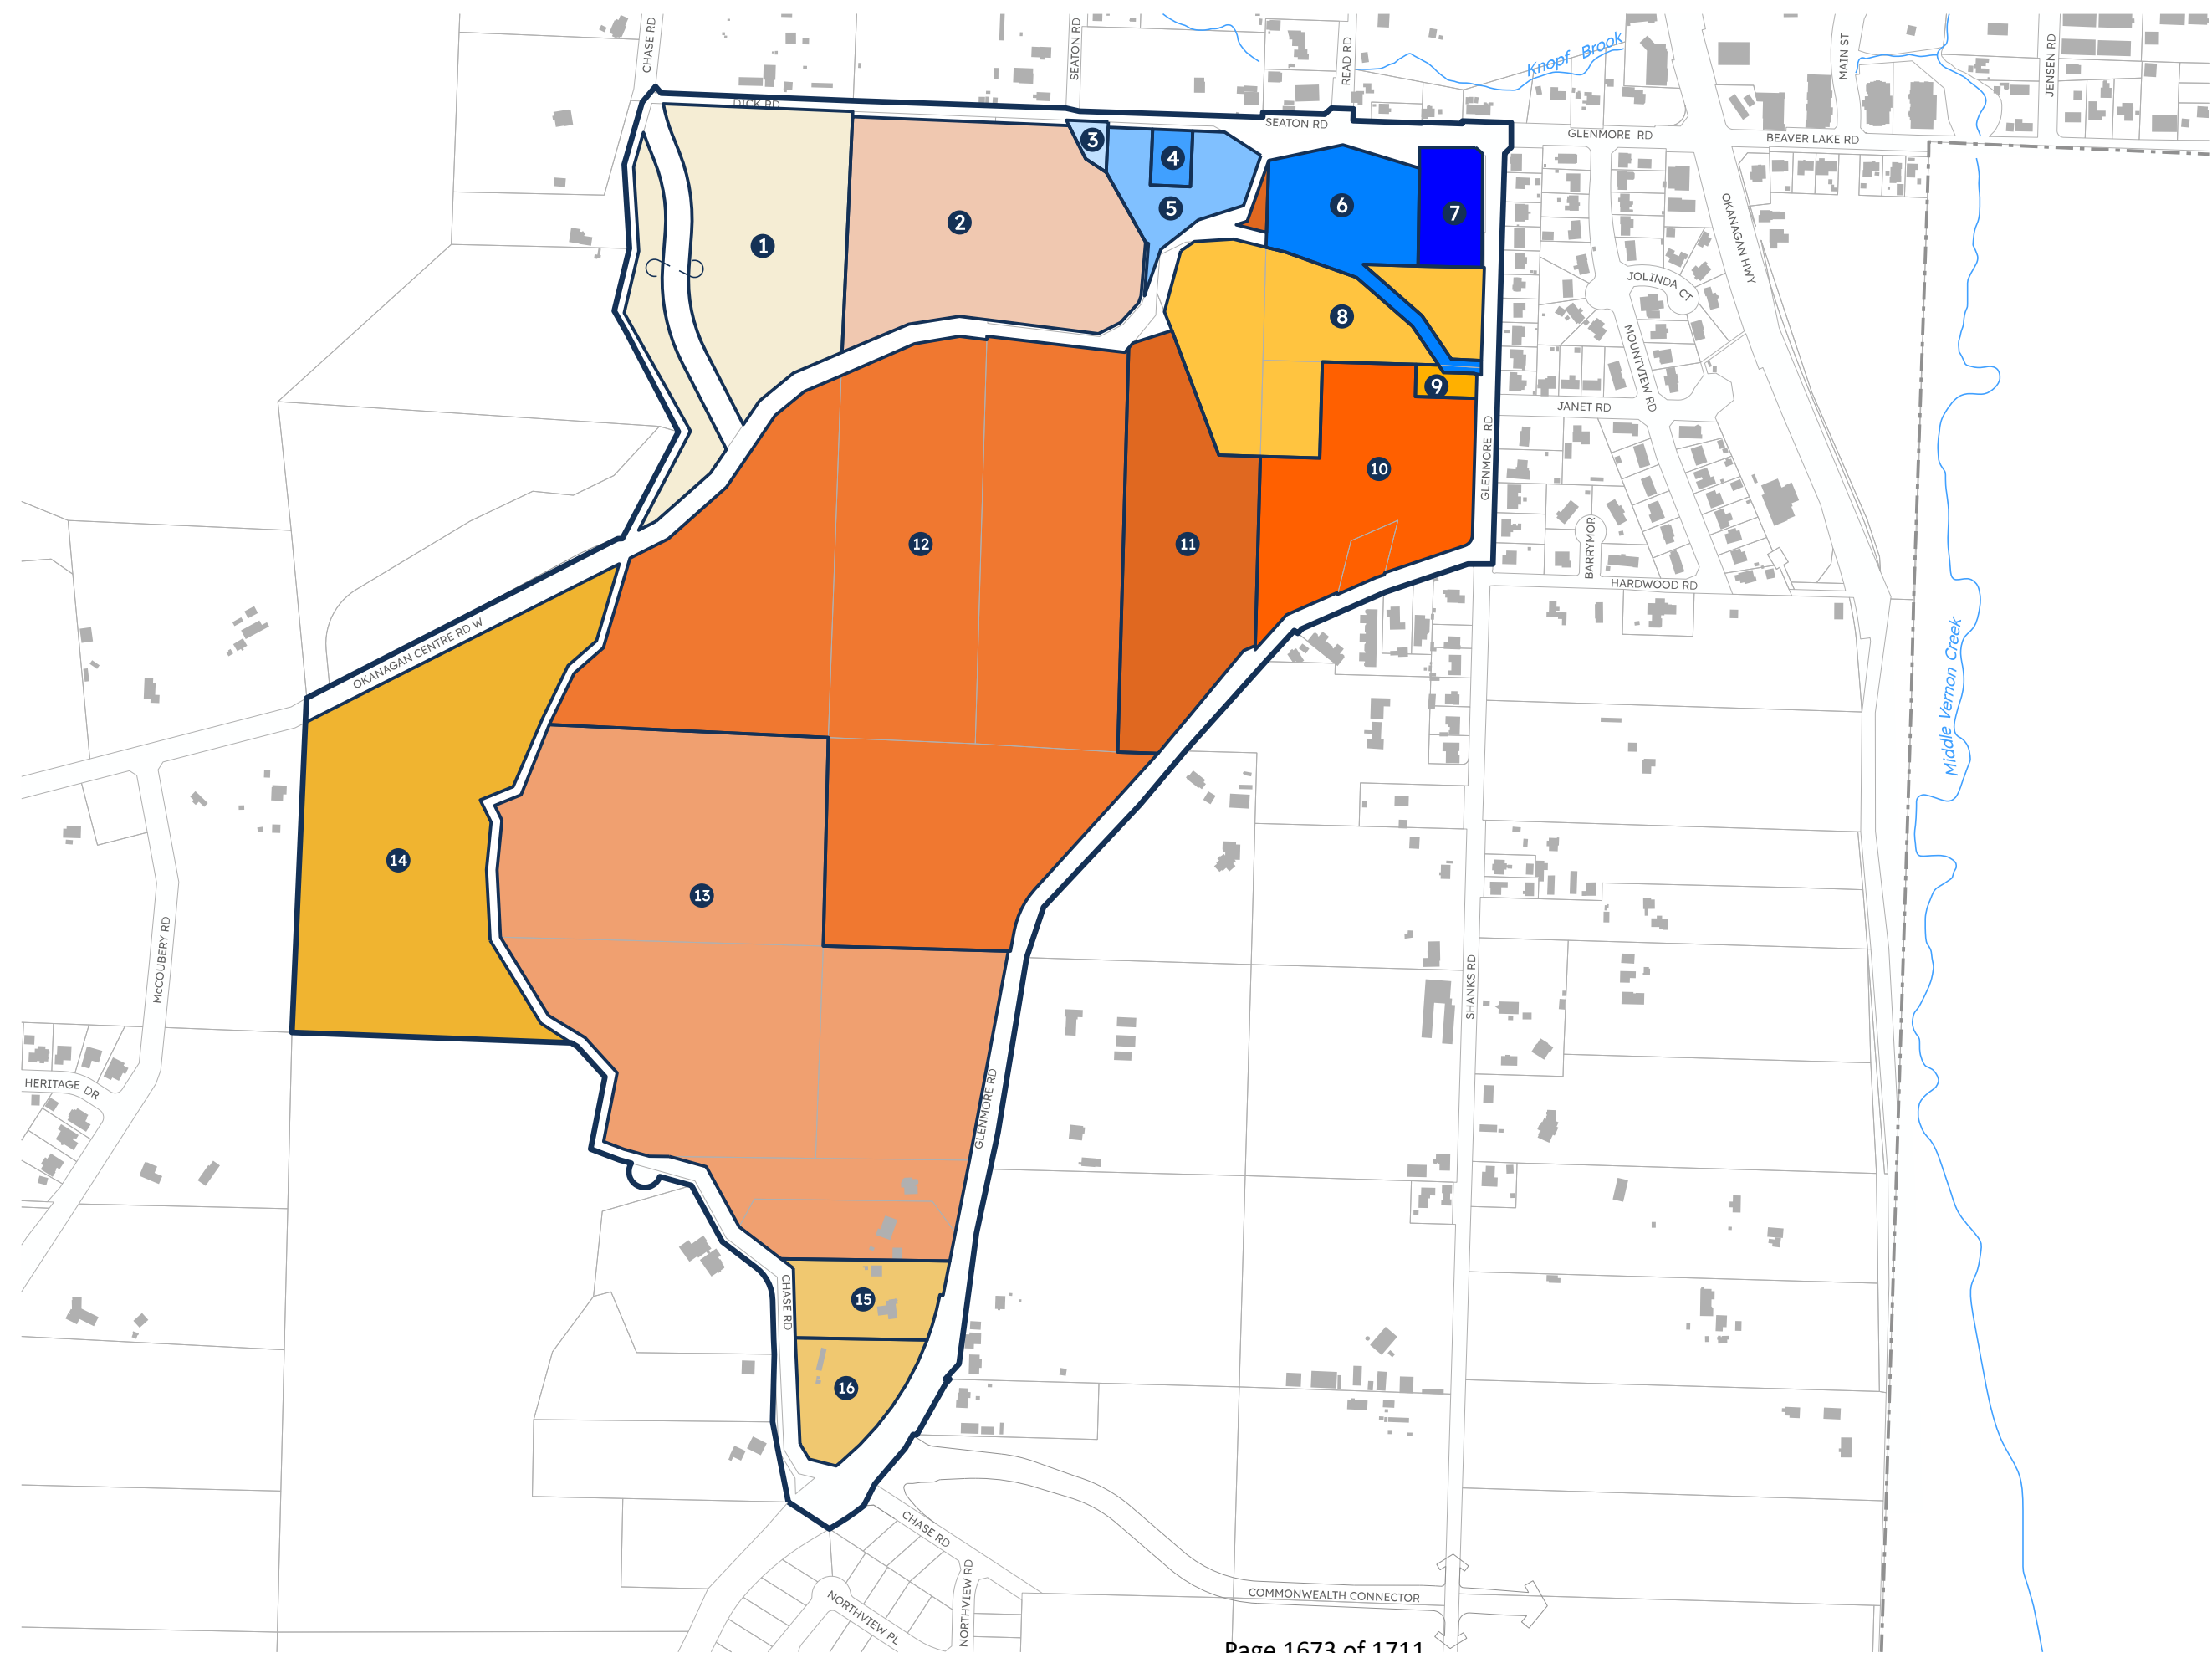 CHASE RD
SEATON RD
READ RD
Knopf Brook
MAIN ST
JENSEN RD
DICK RD
SEATON RD
GLENMORE RD
BEAVER LAKE RD
3
4
5
6
7
2
1
OKANAGAN HWY
JOLINDA CT
8
MOUNTVIEW RD
9
JANET RD
GLENMORE RD
10
12
11
BARRYMOR
HARDWOOD RD
OKANAGAN CENTRE RD W
Middle Vernon Creek
14
13
McCOUBERY RD
SHANKS RD
HERITAGE DR
GLENMORE RD
CHASE RD
15
16
CHASE RD
NORTHVIEW RD
NORTHVIEW PL
COMMONWEALTH CONNECTOR
Page 1673 of 1711